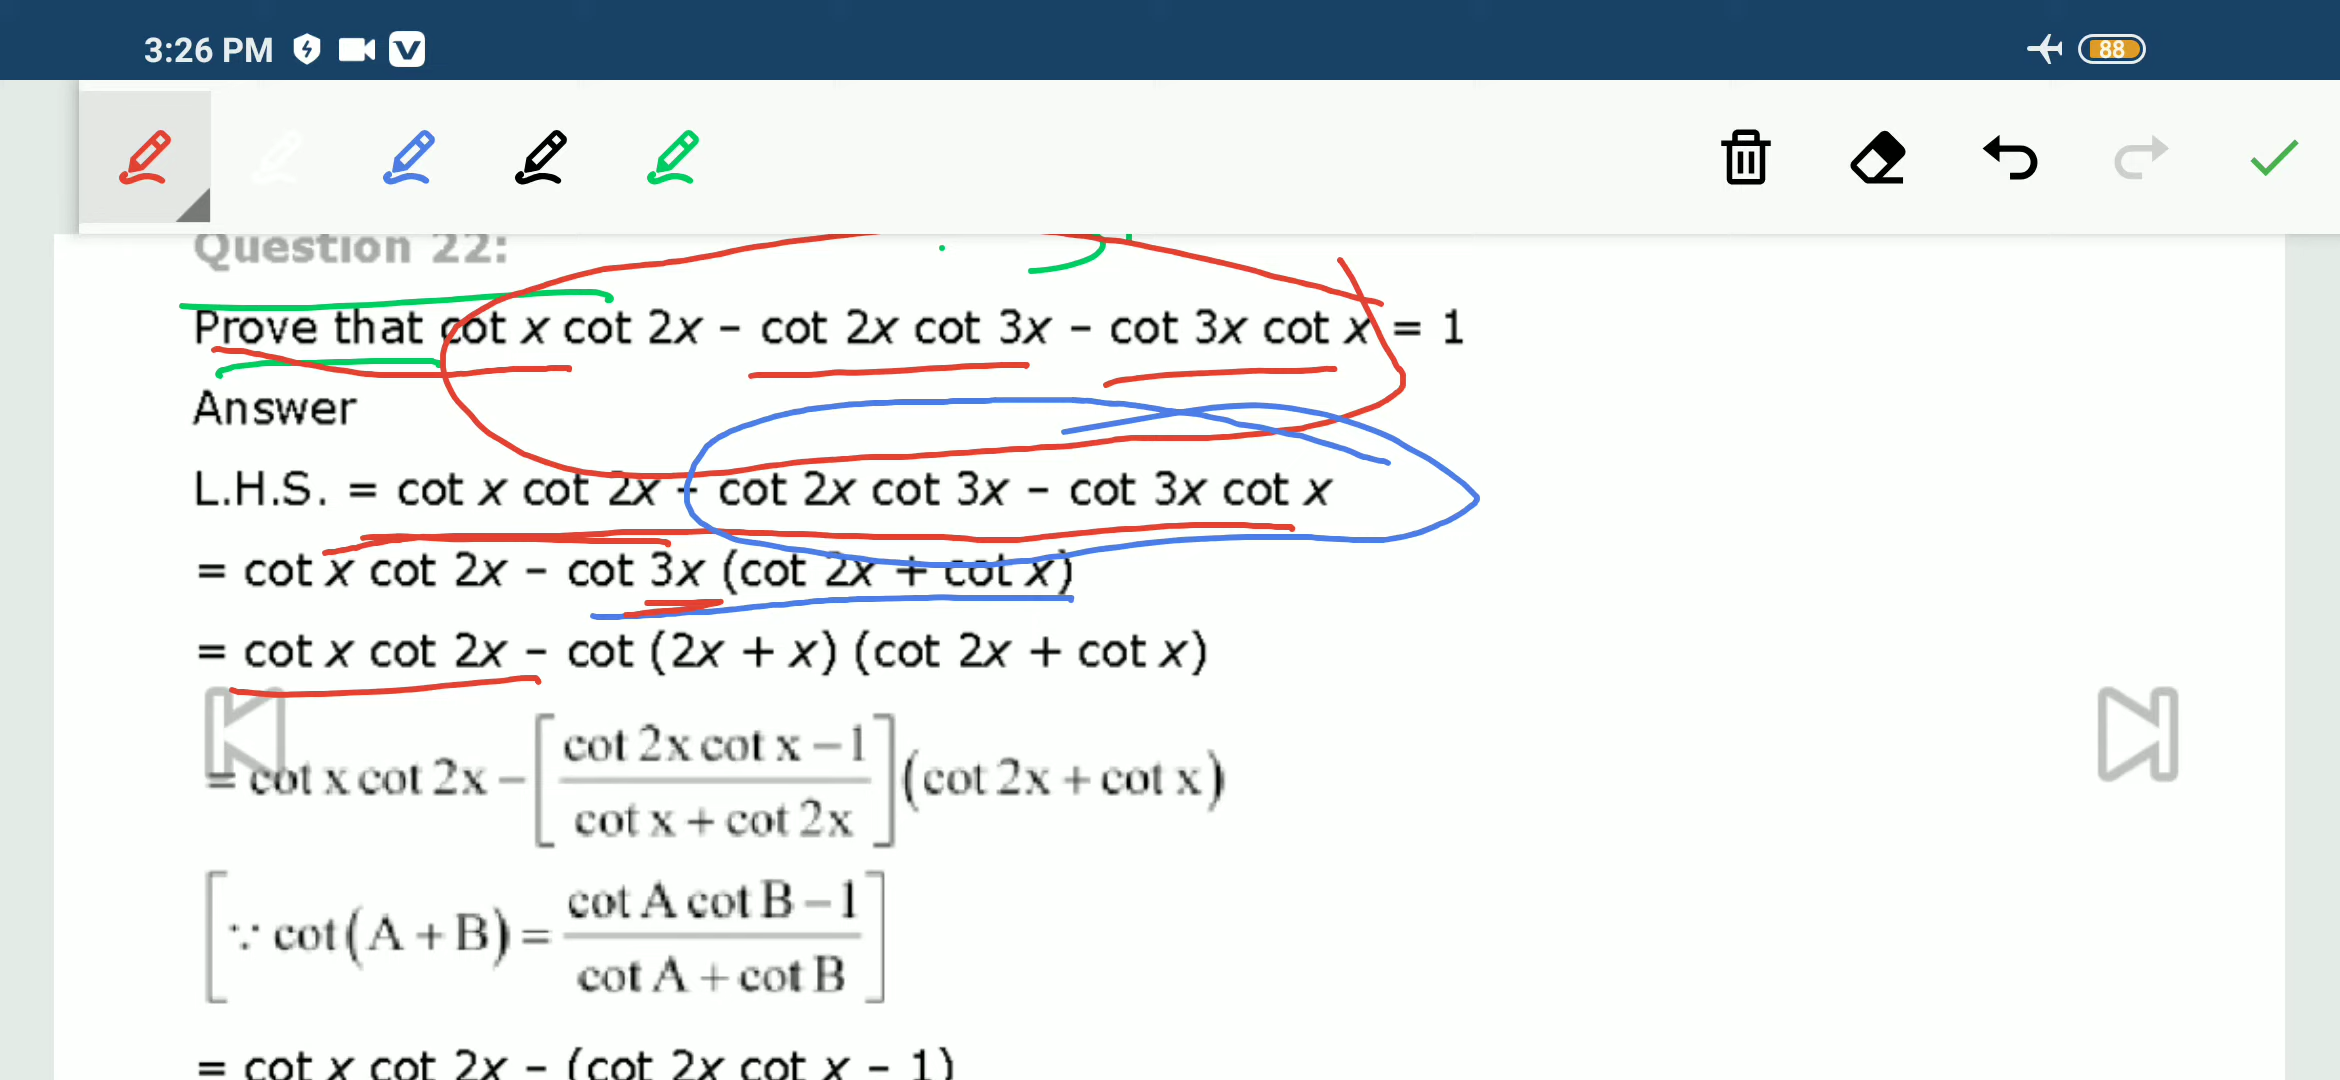 3:26 PM
88
Question 22:
Prove that cot x cot 2x – cot 2x cot 3x – cot 3x cot x = 1
Answer
L.H.S. = cot x cot 2x – cot 2x cot 3x – cot 3x cot x
= cot x cot 2x – cot 3x (cot 2x + cot x)
= cot x cot 2x – cot (2x + x) (cot 2x + cot x)
= cot x cot 2x − [ cot 2x cot x − 1 / cot x + cot 2x ] (cot 2x + cot x)
[ ∵ cot(A + B) = cot A cot B − 1 / cot A + cot B ]
= cot x cot 2x – (cot 2x cot x – 1)